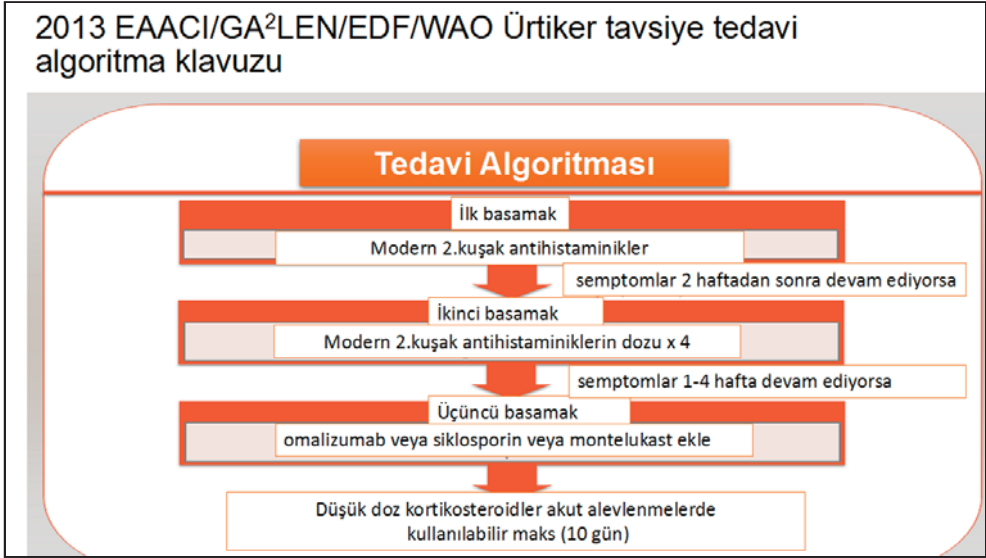 2013 EAACI/GA²LEN/EDF/WAO Ürtiker tavsiye tedavi
algoritma klavuzu
Tedavi Algoritması
İlk basamak
Modern 2.kuşak antihistaminikler
semptomlar 2 haftadan sonra devam ediyorsa
İkinci basamak
Modern 2.kuşak antihistaminiklerin dozu x 4
semptomlar 1-4 hafta devam ediyorsa
Üçüncü basamak
omalizumab veya siklosporin veya montelukast ekle
Düşük doz kortikosteroidler akut alevlenmelerde
kullanılabilir maks (10 gün)